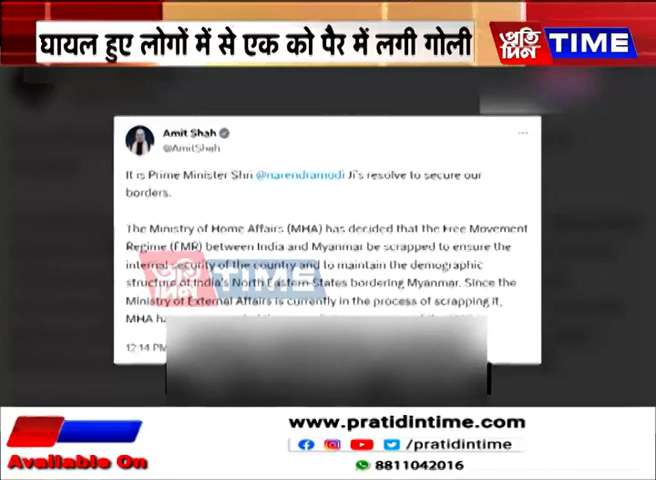 घायल हुए लोगों में से एक को पैर में लगी गोली
প্রতিদিন TIME
Amit Shah
@AmitShah
It is Prime Minister Shri @narendramodi Ji's resolve to secure our
borders.
The Ministry of Home Affairs (MHA) has decided that the Free Movement
Regime (FMR) between India and Myanmar be scrapped to ensure the
internal security of the country and to maintain the demographic
structure of India's North Eastern States bordering Myanmar. Since the
Ministry of External Affairs is currently in the process of scrapping it,
MHA
12:14 PM
প্রতিদিন TIME
www.pratidintime.com
Available On
/pratidintime
8811042016